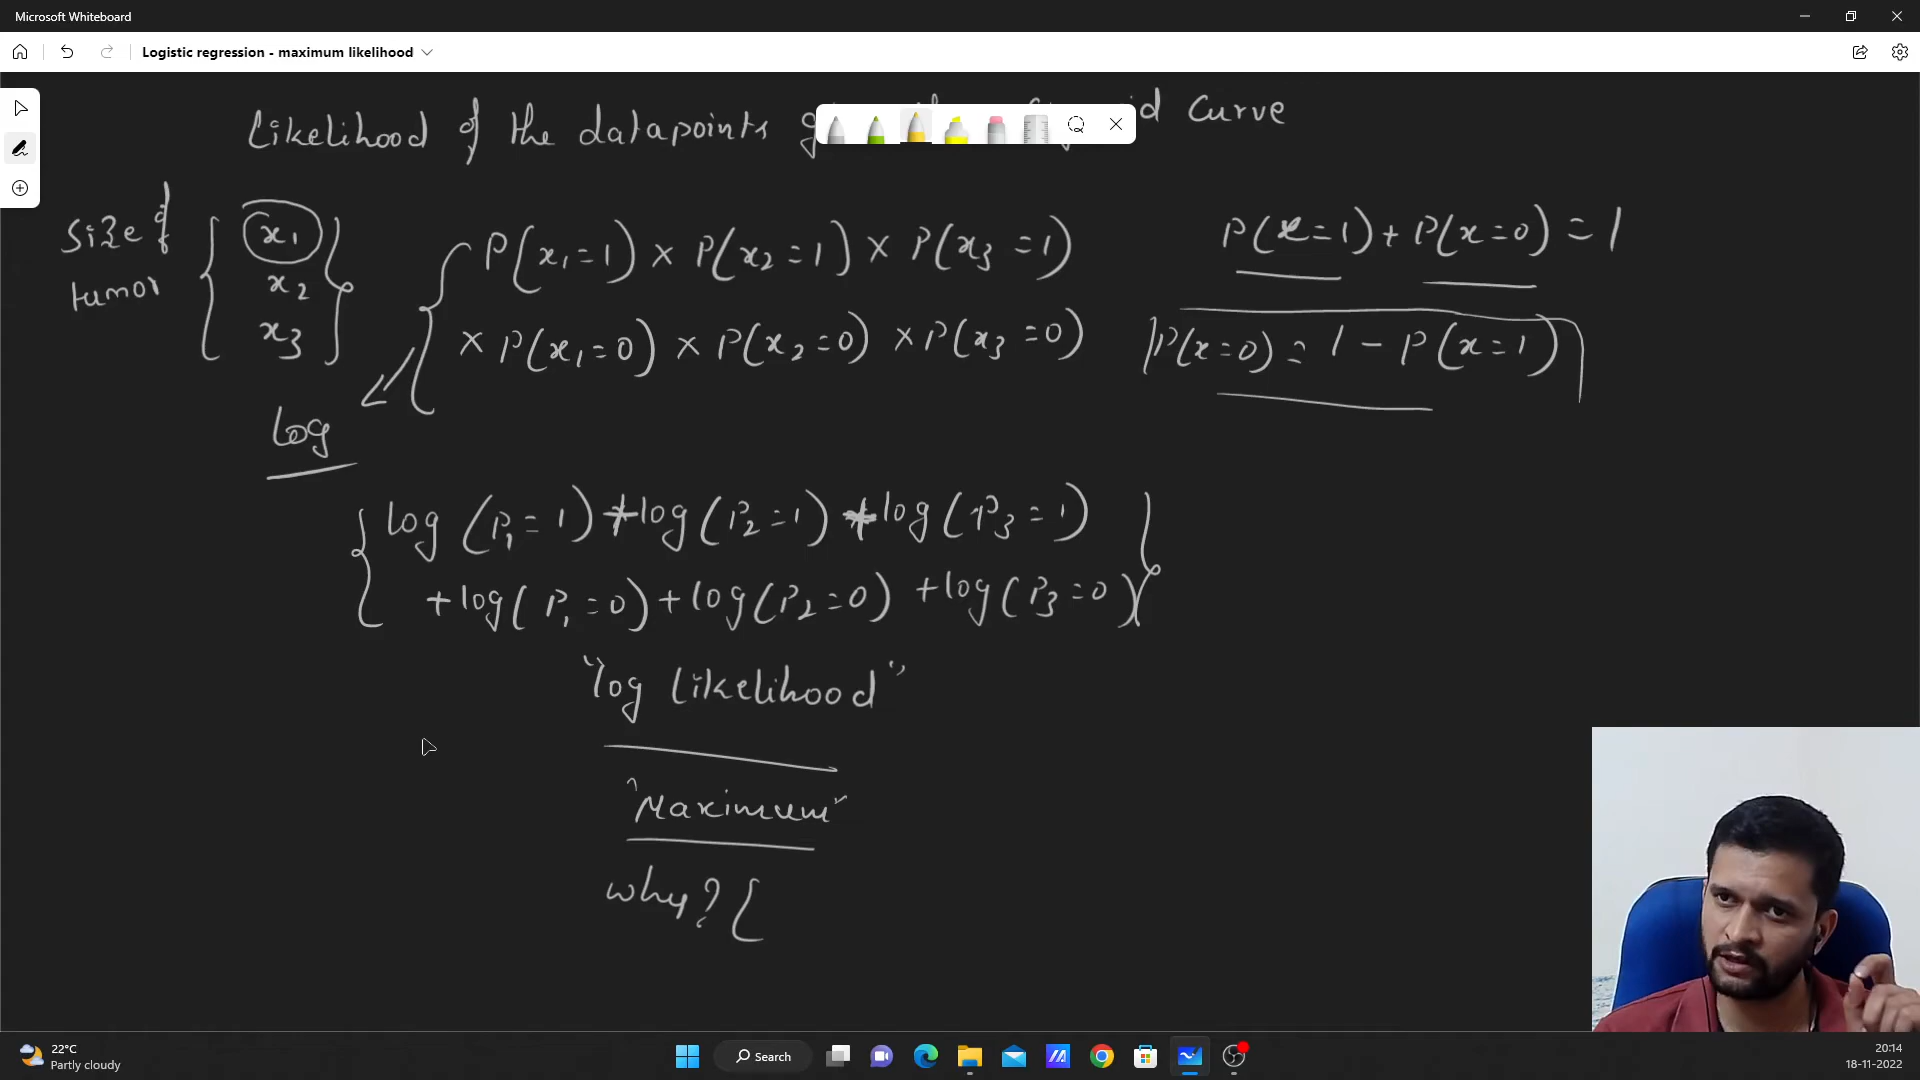 Microsoft Whiteboard
Logistic regression - maximum likelihood
Likelihood of the datapoints curve
size of tumor
x1
x2
x3
P(x1=1) × P(x2=1) × P(x3=1)
× P(x1=0) × P(x2=0) × P(x3=0)
P(x=1) + P(x=0) = 1
P(x=0) = 1 - P(x=1)
log
log(P1=1) + log(P2=1) + log(P3=1)
+ log(P1=0) + log(P2=0) + log(P3=0)
"log Likelihood"
"Maximum"
why?
22°C
Partly cloudy
Search
20:14
18-11-2022